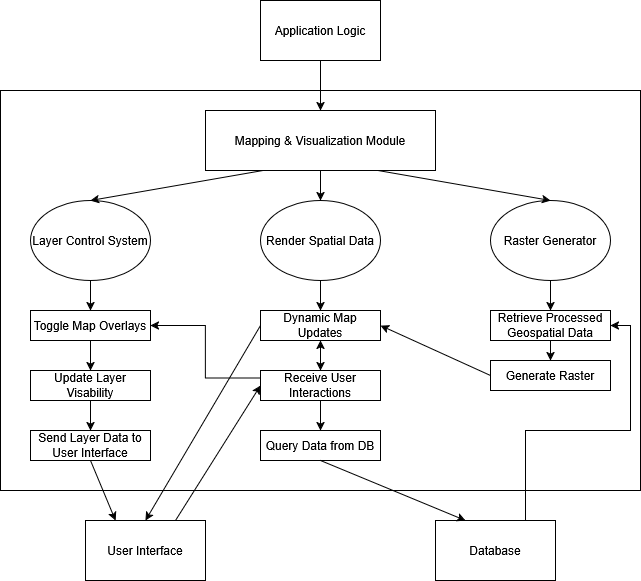 Application Logic
Mapping & Visualization Module
Layer Control System
Render Spatial Data
Raster Generator
Toggle Map Overlays
Dynamic Map
Updates
Retrieve Processed
Geospatial Data
Update Layer
Visability
Receive User
Interactions
Generate Raster
Send Layer Data to
User Interface
Query Data from DB
User Interface
Database